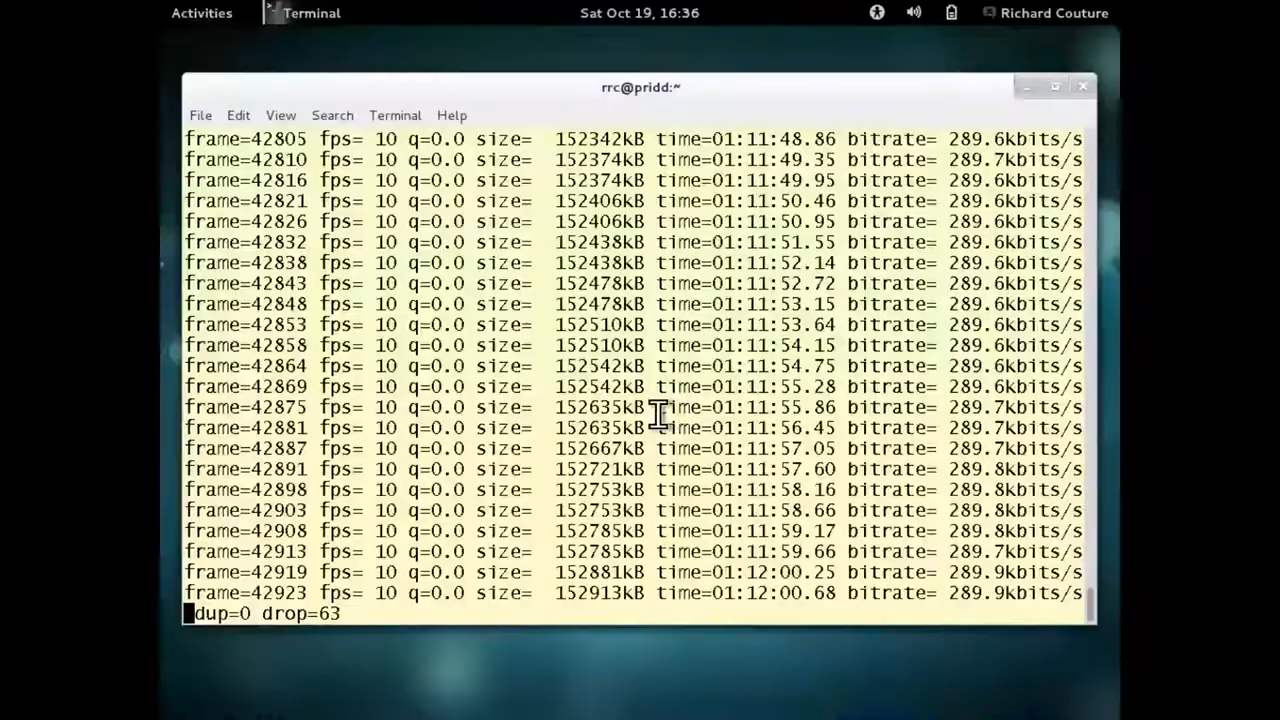 Activities Terminal Sat Oct 19, 16:36 Richard Couture
rrc@pridd:~
File Edit View Search Terminal Help
frame=42805 fps= 10 q=0.0 size=  152342kB time=01:11:48.86 bitrate= 289.6kbits/s
frame=42810 fps= 10 q=0.0 size=  152374kB time=01:11:49.35 bitrate= 289.7kbits/s
frame=42816 fps= 10 q=0.0 size=  152374kB time=01:11:49.95 bitrate= 289.6kbits/s
frame=42821 fps= 10 q=0.0 size=  152406kB time=01:11:50.46 bitrate= 289.6kbits/s
frame=42826 fps= 10 q=0.0 size=  152406kB time=01:11:50.95 bitrate= 289.6kbits/s
frame=42832 fps= 10 q=0.0 size=  152438kB time=01:11:51.55 bitrate= 289.6kbits/s
frame=42838 fps= 10 q=0.0 size=  152438kB time=01:11:52.14 bitrate= 289.6kbits/s
frame=42843 fps= 10 q=0.0 size=  152478kB time=01:11:52.72 bitrate= 289.6kbits/s
frame=42848 fps= 10 q=0.0 size=  152478kB time=01:11:53.15 bitrate= 289.6kbits/s
frame=42853 fps= 10 q=0.0 size=  152510kB time=01:11:53.64 bitrate= 289.6kbits/s
frame=42858 fps= 10 q=0.0 size=  152510kB time=01:11:54.15 bitrate= 289.6kbits/s
frame=42864 fps= 10 q=0.0 size=  152542kB time=01:11:54.75 bitrate= 289.6kbits/s
frame=42869 fps= 10 q=0.0 size=  152542kB time=01:11:55.28 bitrate= 289.6kbits/s
frame=42875 fps= 10 q=0.0 size=  152635kB time=01:11:55.86 bitrate= 289.7kbits/s
frame=42881 fps= 10 q=0.0 size=  152635kB time=01:11:56.45 bitrate= 289.7kbits/s
frame=42887 fps= 10 q=0.0 size=  152667kB time=01:11:57.05 bitrate= 289.7kbits/s
frame=42891 fps= 10 q=0.0 size=  152721kB time=01:11:57.60 bitrate= 289.8kbits/s
frame=42898 fps= 10 q=0.0 size=  152753kB time=01:11:58.16 bitrate= 289.8kbits/s
frame=42903 fps= 10 q=0.0 size=  152753kB time=01:11:58.66 bitrate= 289.8kbits/s
frame=42908 fps= 10 q=0.0 size=  152785kB time=01:11:59.17 bitrate= 289.8kbits/s
frame=42913 fps= 10 q=0.0 size=  152785kB time=01:11:59.66 bitrate= 289.7kbits/s
frame=42919 fps= 10 q=0.0 size=  152881kB time=01:12:00.25 bitrate= 289.9kbits/s
frame=42923 fps= 10 q=0.0 size=  152913kB time=01:12:00.68 bitrate= 289.9kbits/s
dup=0 drop=63